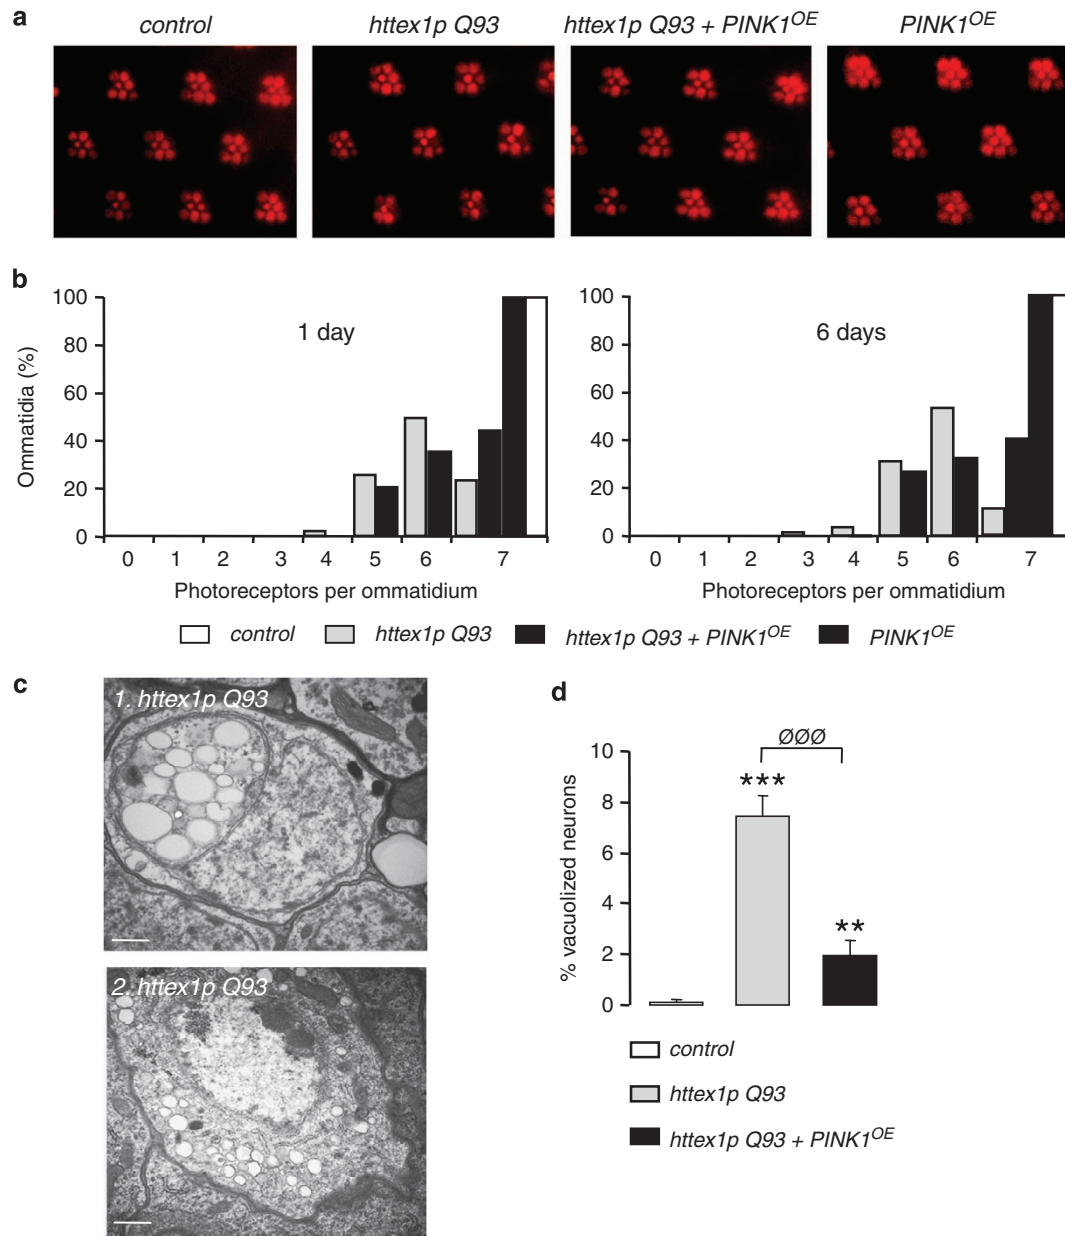 a
control httex1p Q93 httex1p Q93 + PINK1OE PINK1OE
b
100 80 60 40 20 0
Ommatidia (%)
1 day
0 1 2 3 4 5 6 7
Photoreceptors per ommatidium
100 80 60 40 20 0
6 days
0 1 2 3 4 5 6 7
Photoreceptors per ommatidium
control httex1p Q93 httex1p Q93 + PINK1OE PINK1OE
c
1. httex1p Q93
2. httex1p Q93
d
ØØØ
***
**
10 8 6 4 2 0
% vacuolized neurons
control
httex1p Q93
httex1p Q93 + PINK1OE